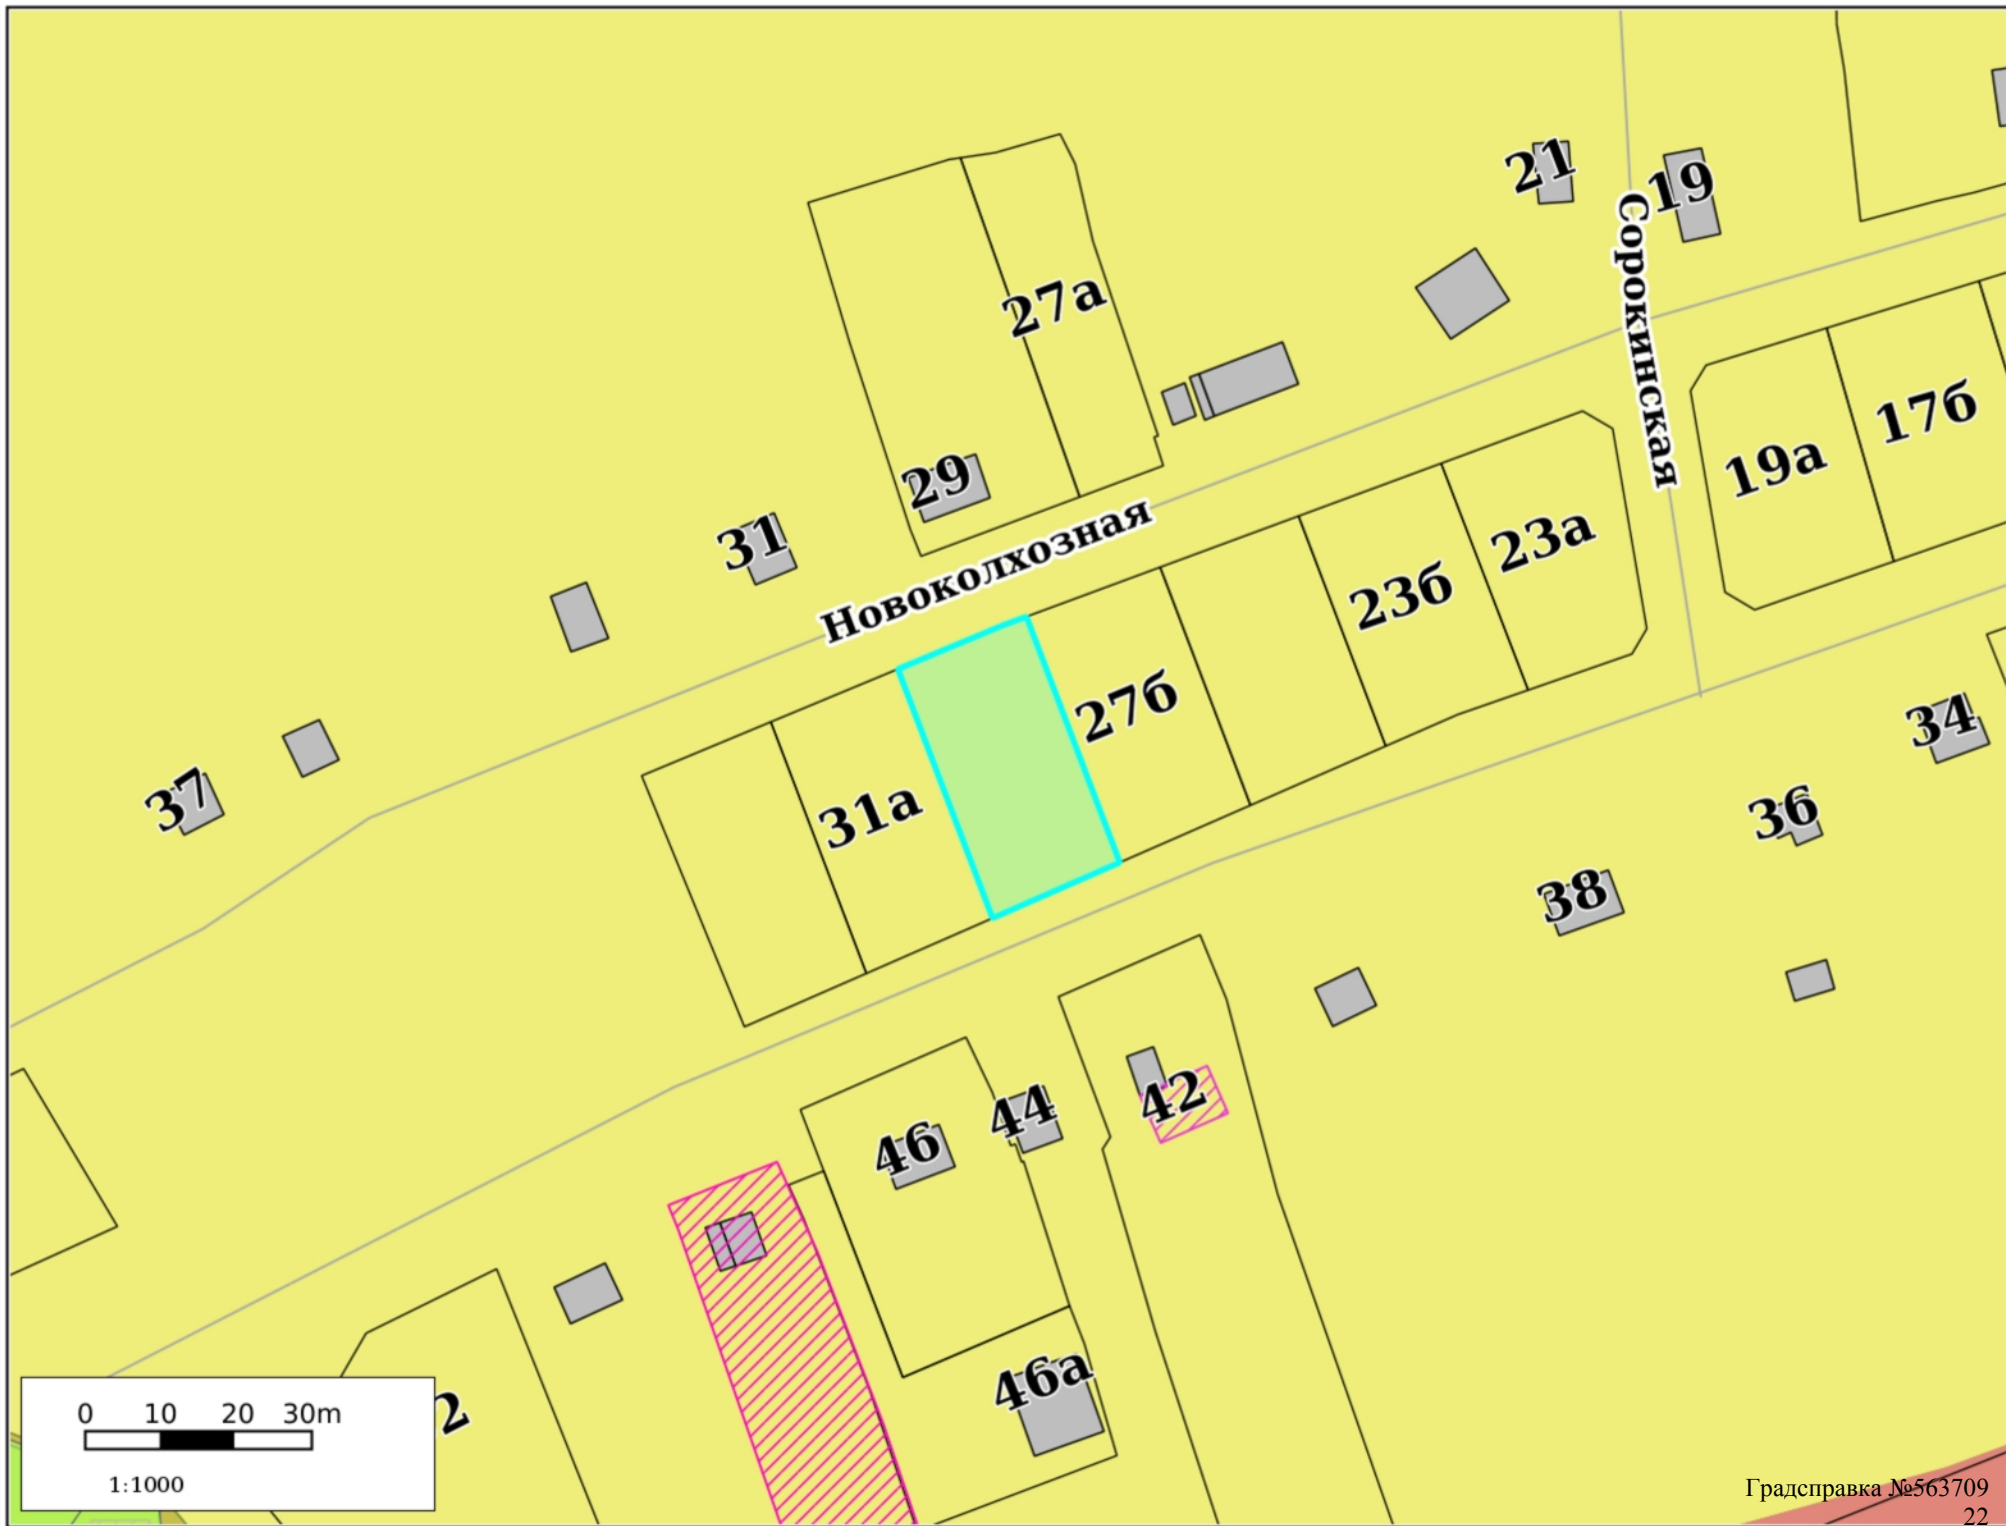 21
19
Сорокинская
27а
17б
19а
29
31
Новоколхозная
23а
23б
27б
34
37
31а
36
38
42
44
46
46а
2
0 10 20 30m
1:1000
Градсправка №563709
22